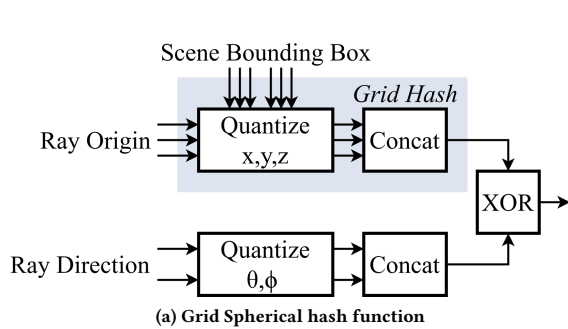 Scene Bounding Box
Grid Hash
Ray Origin
Quantize
x,y,z
Concat
XOR
Ray Direction
Quantize
θ,ϕ
Concat
(a) Grid Spherical hash function